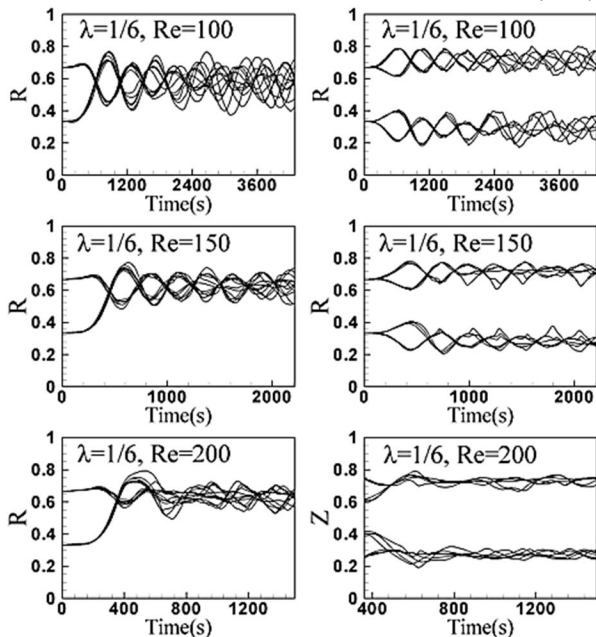 1
λ=1/6, Re=100
0.8
0.6
R
0.4
0.2
0
0 1200 2400 3600
Time(s)
1
λ=1/6, Re=100
0.8
0.6
R
0.4
0.2
0
0 1200 2400 3600
Time(s)
1
λ=1/6, Re=150
0.8
0.6
R
0.4
0.2
0
0 1000 2000
Time(s)
1
λ=1/6, Re=150
0.8
0.6
R
0.4
0.2
0
0 1000 2000
Time(s)
1
λ=1/6, Re=200
0.8
0.6
R
0.4
0.2
0
0 400 800 1200
Time(s)
1
λ=1/6, Re=200
0.8
0.6
Z
0.4
0.2
0
400 800 1200
Time(s)